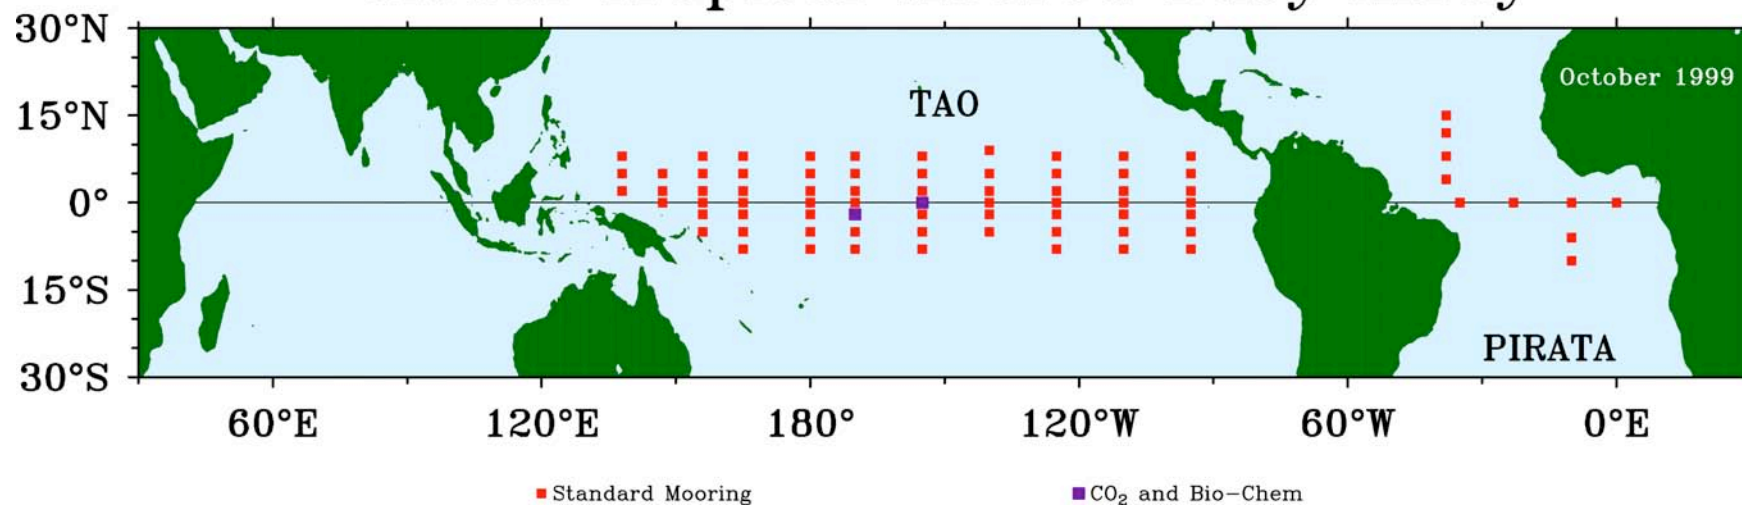 30°N
October 1999
TAO
15°N
0°
15°S
PIRATA
30°S
60°E 120°E 180° 120°W 60°W 0°E
Standard Mooring CO₂ and Bio-Chem